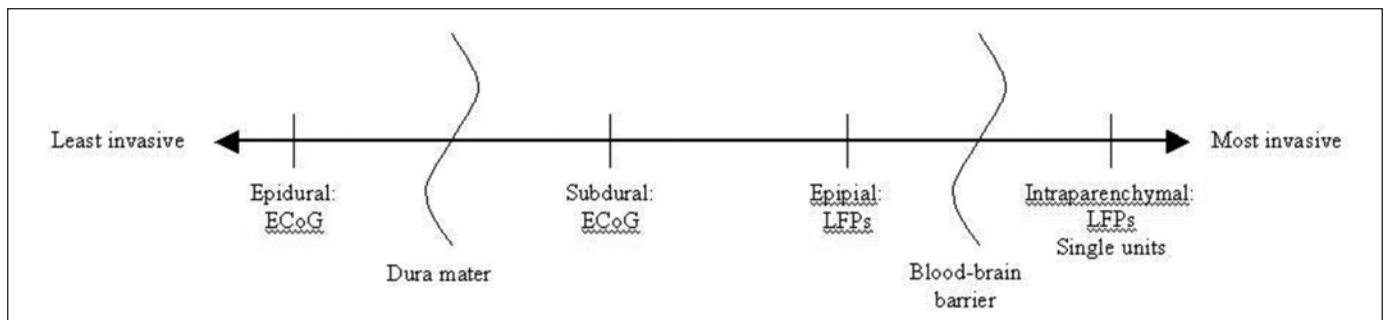 Least invasive
Most invasive
Epidural:
ECoG
Subdural:
ECoG
Epipial:
LFPs
Intraparenchymal:
LFPs
Single units
Dura mater
Blood-brain
barrier